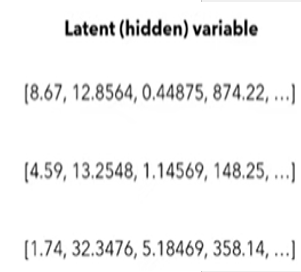 Latent (hidden) variable
[8.67, 12.8564, 0.44875, 874.22, ...]
[4.59, 13.2548, 1.14569, 148.25, ...]
[1.74, 32.3476, 5.18469, 358.14, ...]